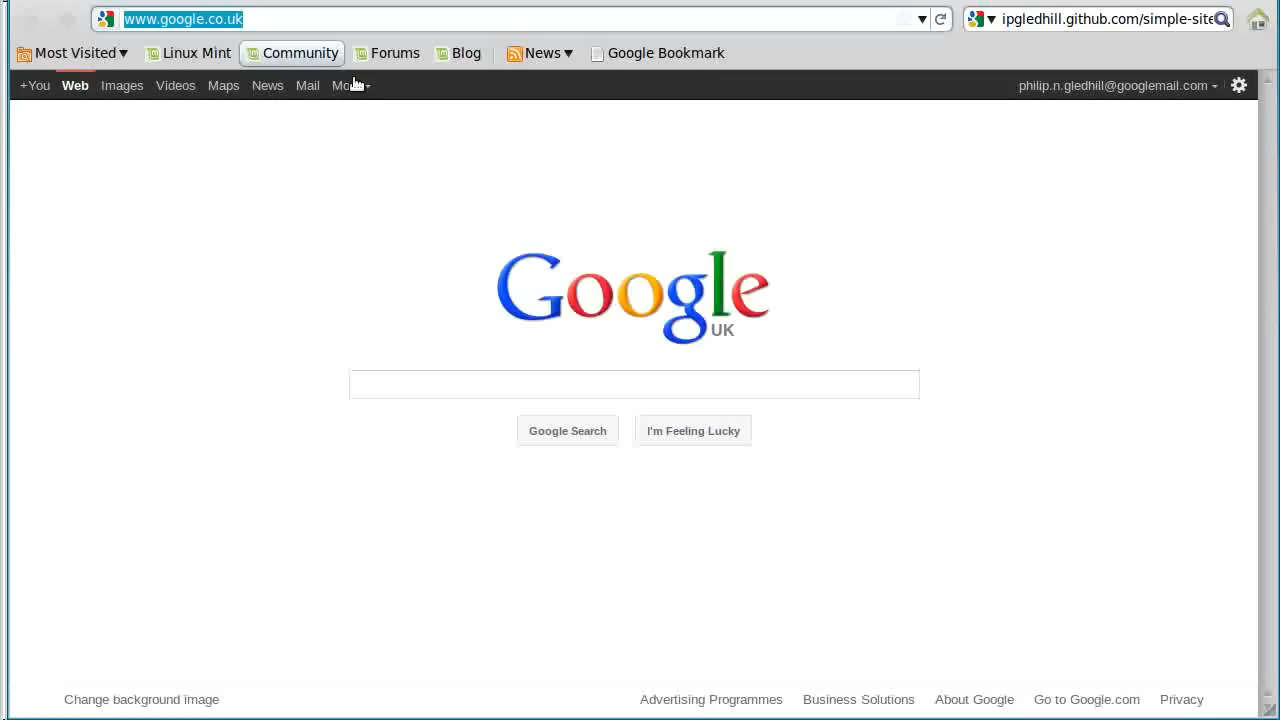 www.google.co.uk ipgledhill.github.com/simple-site
Most Visited Linux Mint Community Forums Blog News Google Bookmark
+You Web Images Videos Maps News Mail philip.n.gledhill@googlemail.com
Google
UK
Google Search I'm Feeling Lucky
Change background image Advertising Programmes Business Solutions About Google Go to Google.com Privacy